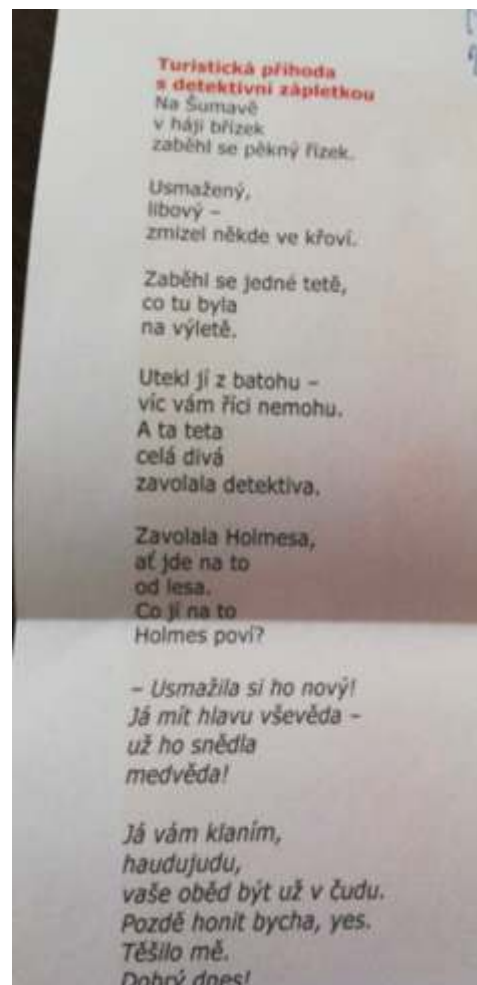 Turistická příhoda
s detektivní zápletkou
Na Šumavě
v háji břízek
zaběhl se pěkný řízek.
Usmažený,
libový –
zmizel někde ve křoví.
Zaběhl se jedné tetě,
co tu byla
na výletě.
Utekl jí z batohu –
víc vám říci nemohu.
A ta teta
celá divá
zavolala detektiva.
Zavolala Holmesa,
ať jde na to
od lesa.
Co jí na to
Holmes poví?
– Usmažila si ho nový!
Já mít hlavu vševěda –
už ho snědla
medvěda!
Já vám klaním,
haudujudu,
vaše oběd být už v čudu.
Pozdě honit bycha, yes.
Těšilo mě.
Dobrý dnes!